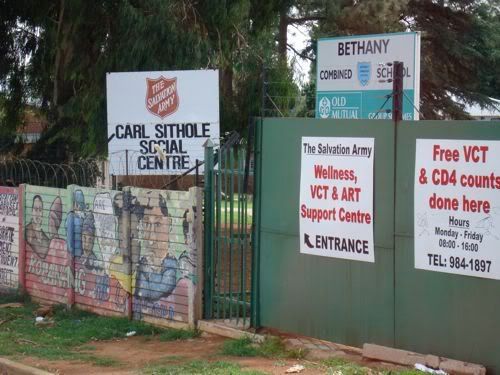 THE
SALVATION
ARMY
CARL SITHOLE
SOCIAL
CENTRE
BETHANY
COMBINED SCHOOL
OLD
MUTUAL
The Salvation Army
Wellness,
VCT & ART
Support Centre
ENTRANCE
Free VCT
& CD4 counts
done here
Hours
Monday - Friday
08:00 - 16:00
TEL: 984-1897